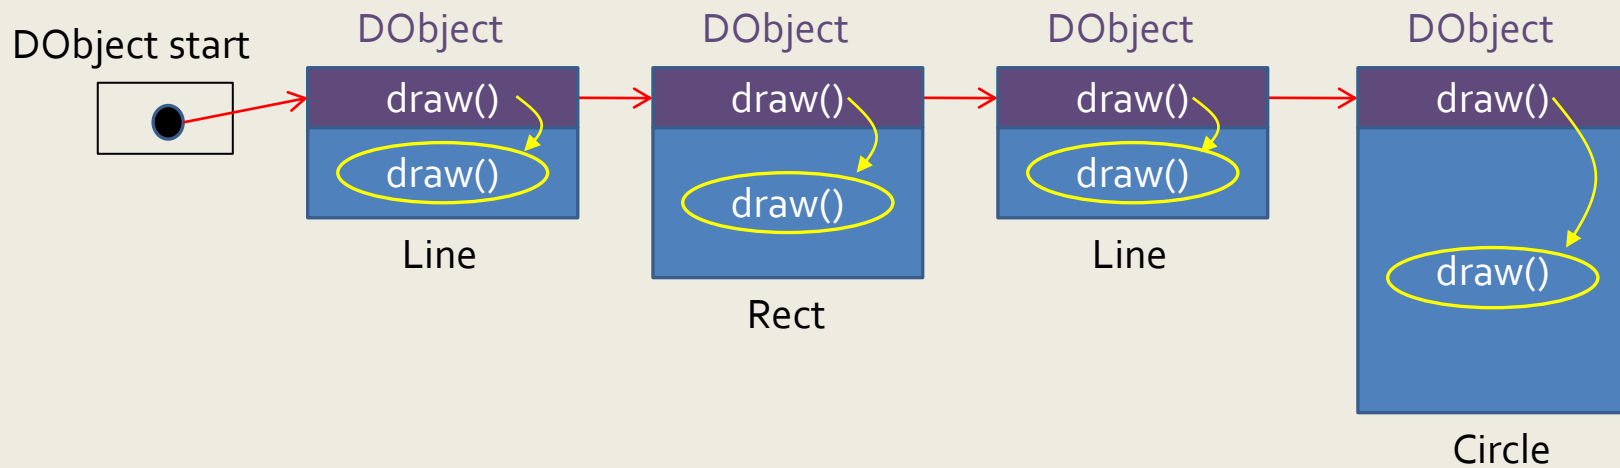 DObject start
DObject
draw()
draw()
Line
DObject
draw()
draw()
Rect
DObject
draw()
draw()
Line
DObject
draw()
draw()
Circle